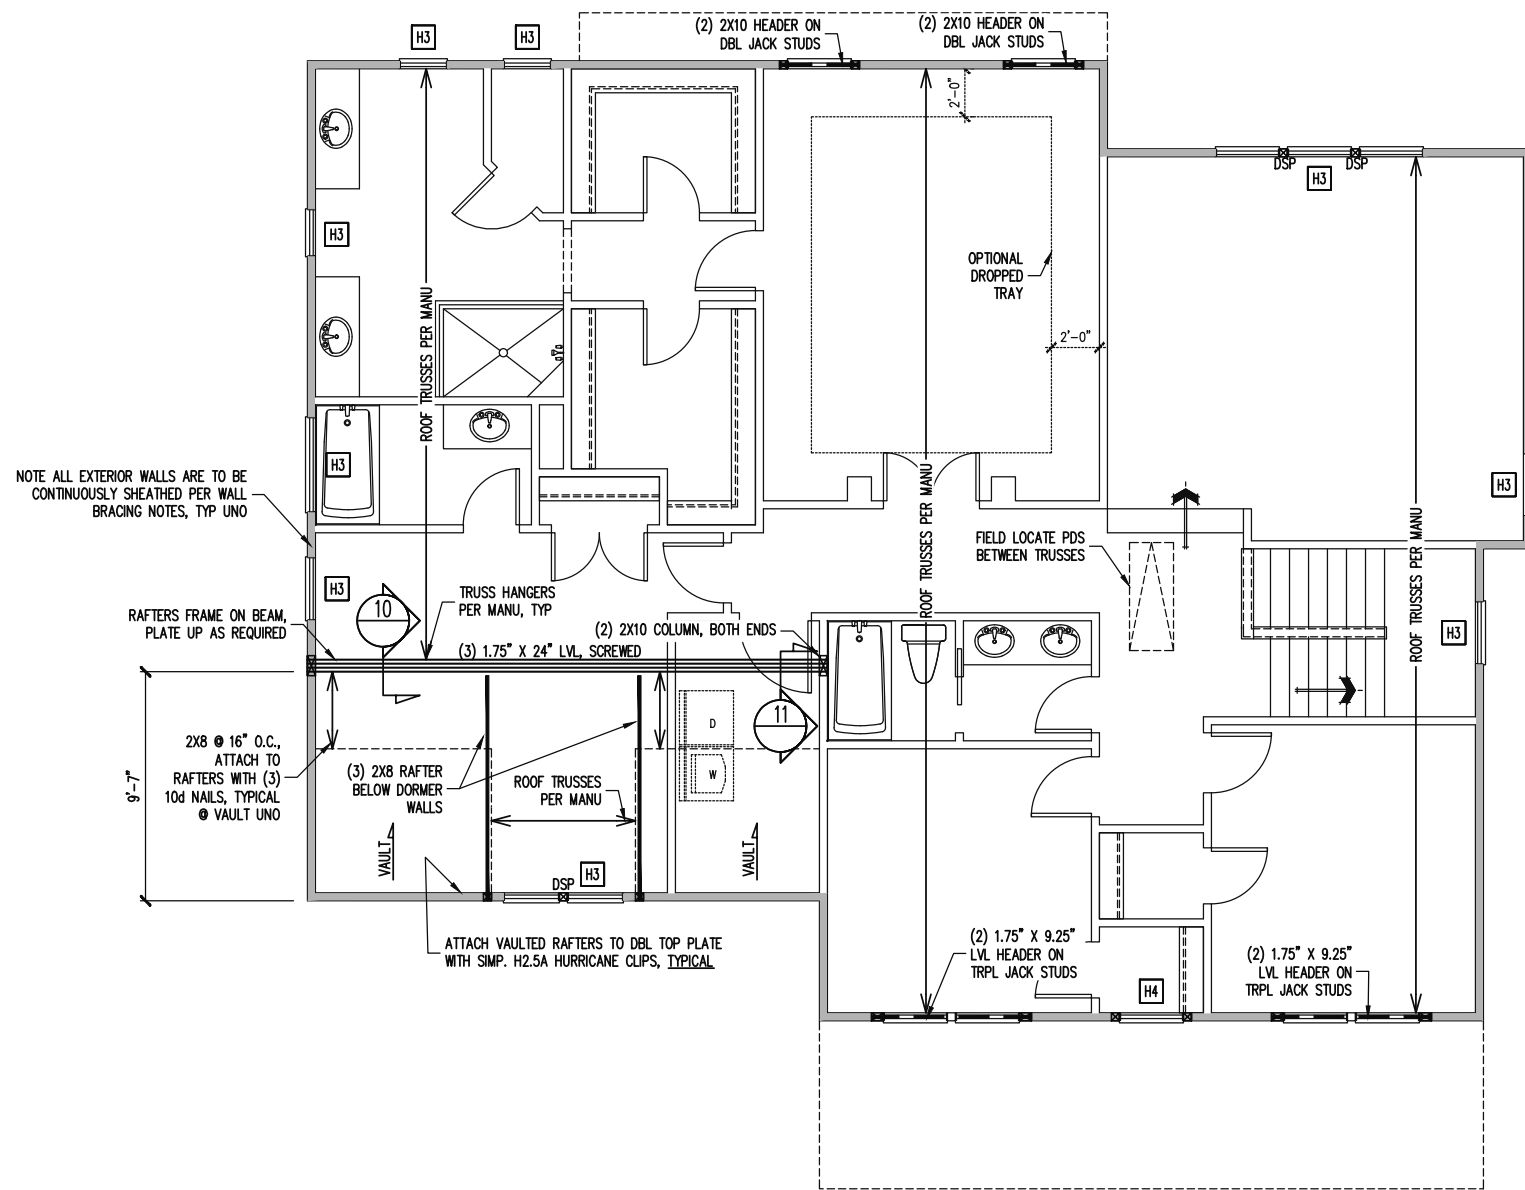 (2) 2X10 HEADER ON
DBL JACK STUDS
(2) 2X10 HEADER ON
DBL JACK STUDS
H3
H3
2'-0"
DSP
DSP
H3
H3
OPTIONAL
DROPPED
TRAY
ROOF TRUSSES PER MANU
2'-0"
H3
NOTE ALL EXTERIOR WALLS ARE TO BE
CONTINUOUSLY SHEATHED PER WALL
BRACING NOTES, TYP UNO
H3
ROOF TRUSSES PER MANU
ROOF TRUSSES PER MANU
FIELD LOCATE PDS
BETWEEN TRUSSES
H3
10
TRUSS HANGERS
PER MANU, TYP
RAFTERS FRAME ON BEAM,
PLATE UP AS REQUIRED
(2) 2X10 COLUMN, BOTH ENDS
H3
(3) 1.75" X 24" LVL, SCREWED
11
D
W
2X8 @ 16" O.C.,
ATTACH TO
RAFTERS WITH (3)
10d NAILS, TYPICAL
@ VAULT UNO
9'-7"
(3) 2X8 RAFTER
BELOW DORMER
WALLS
ROOF TRUSSES
PER MANU
VAULT
VAULT
DSP
H3
ATTACH VAULTED RAFTERS TO DBL TOP PLATE
WITH SIMP. H2.5A HURRICANE CLIPS, TYPICAL
(2) 1.75" X 9.25"
LVL HEADER ON
TRPL JACK STUDS
H4
(2) 1.75" X 9.25"
LVL HEADER ON
TRPL JACK STUDS